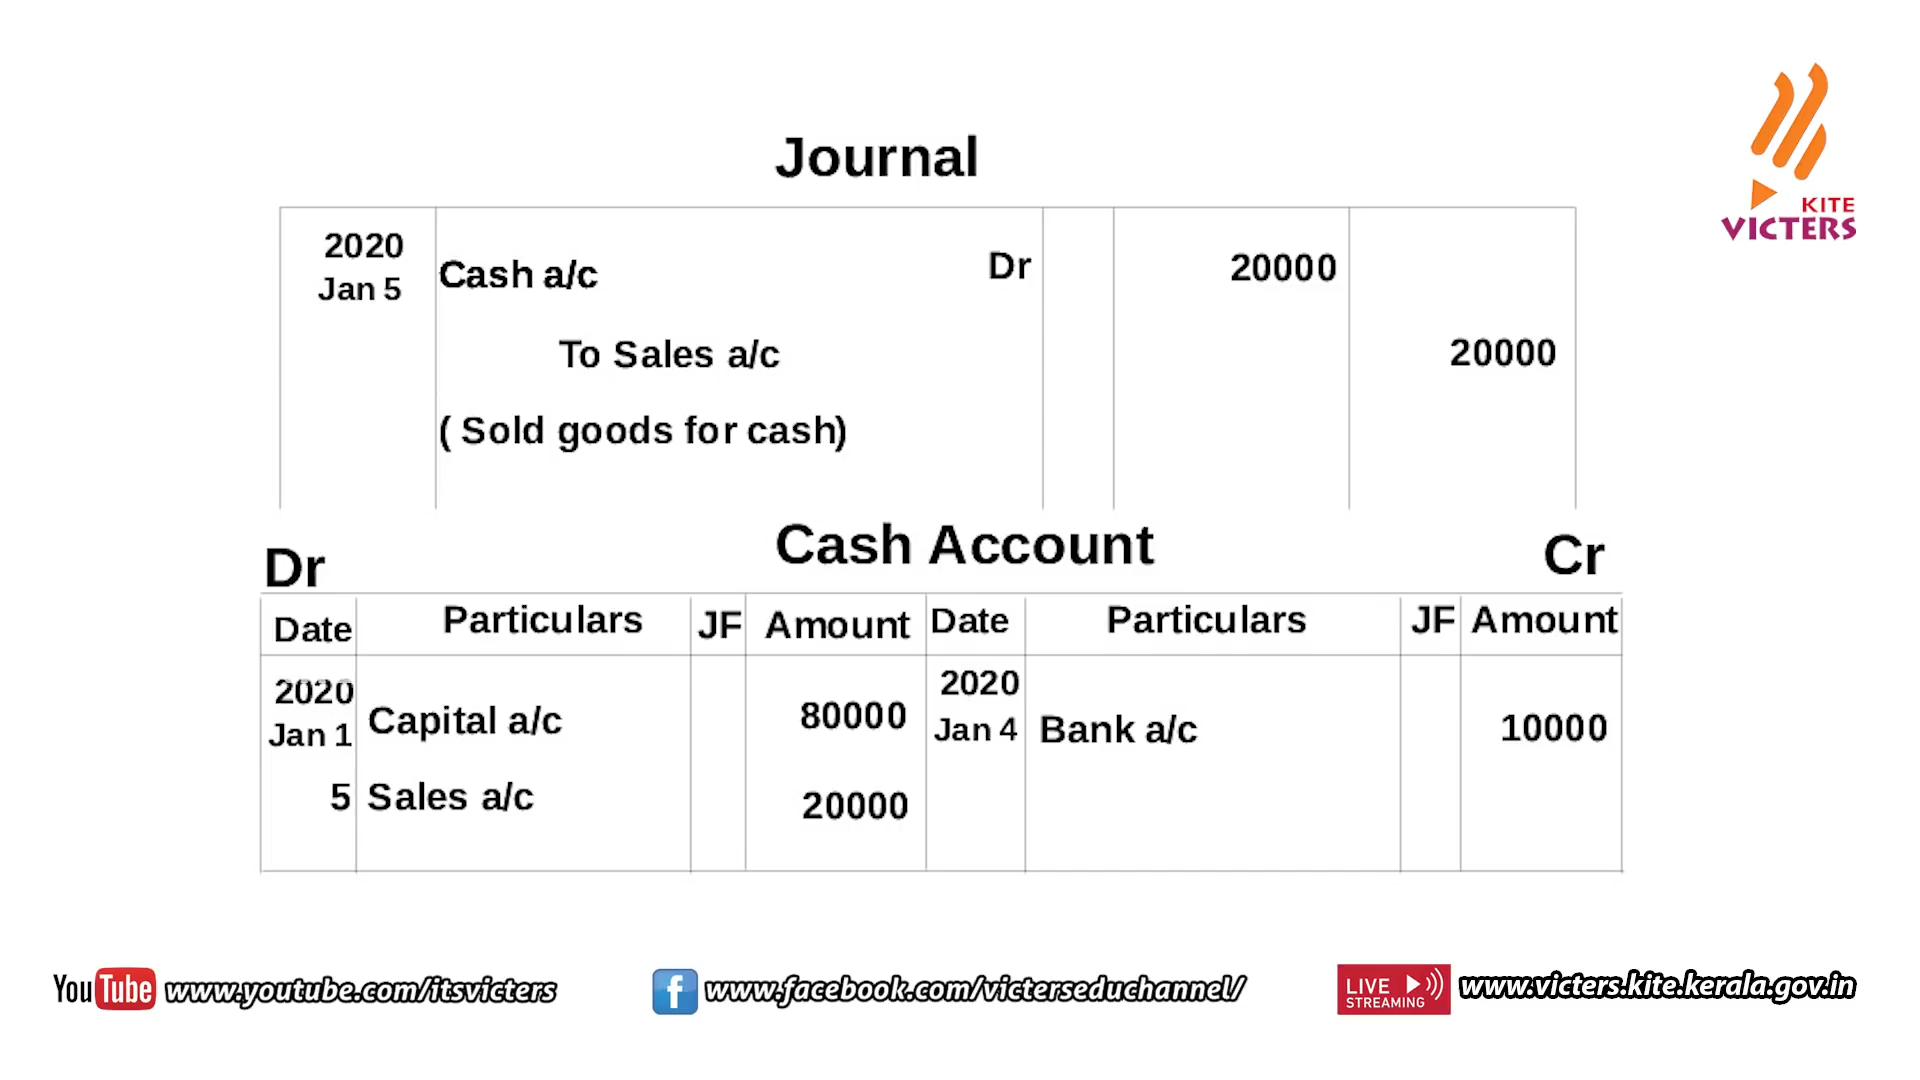 KITE
VICTERS
Journal
2020
Jan 5
Cash a/c Dr 20000
To Sales a/c 20000
( Sold goods for cash)
Dr Cash Account Cr
Date Particulars JF Amount Date Particulars JF Amount
2020 2020
Jan 1 Capital a/c 80000 Jan 4 Bank a/c 10000
5 Sales a/c 20000
YouTube www.youtube.com/itsvicters
f www.facebook.com/victerseduchannel/
LIVE STREAMING www.victers.kite.kerala.gov.in